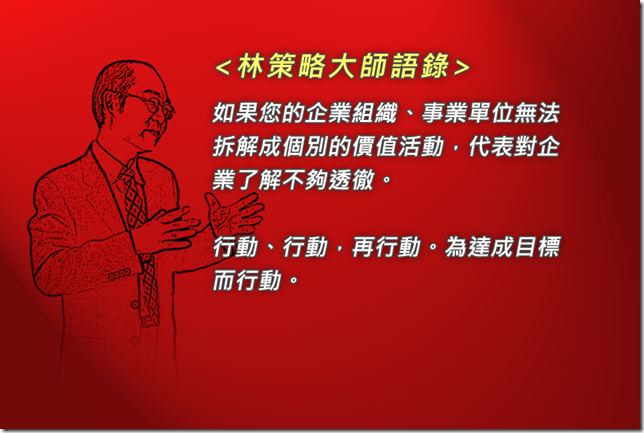 <林策略大師語錄>
如果您的企業組織、事業單位無法
拆解成個別的價值活動，代表對企
業了解不夠透徹。
行動、行動，再行動。為達成目標
而行動。